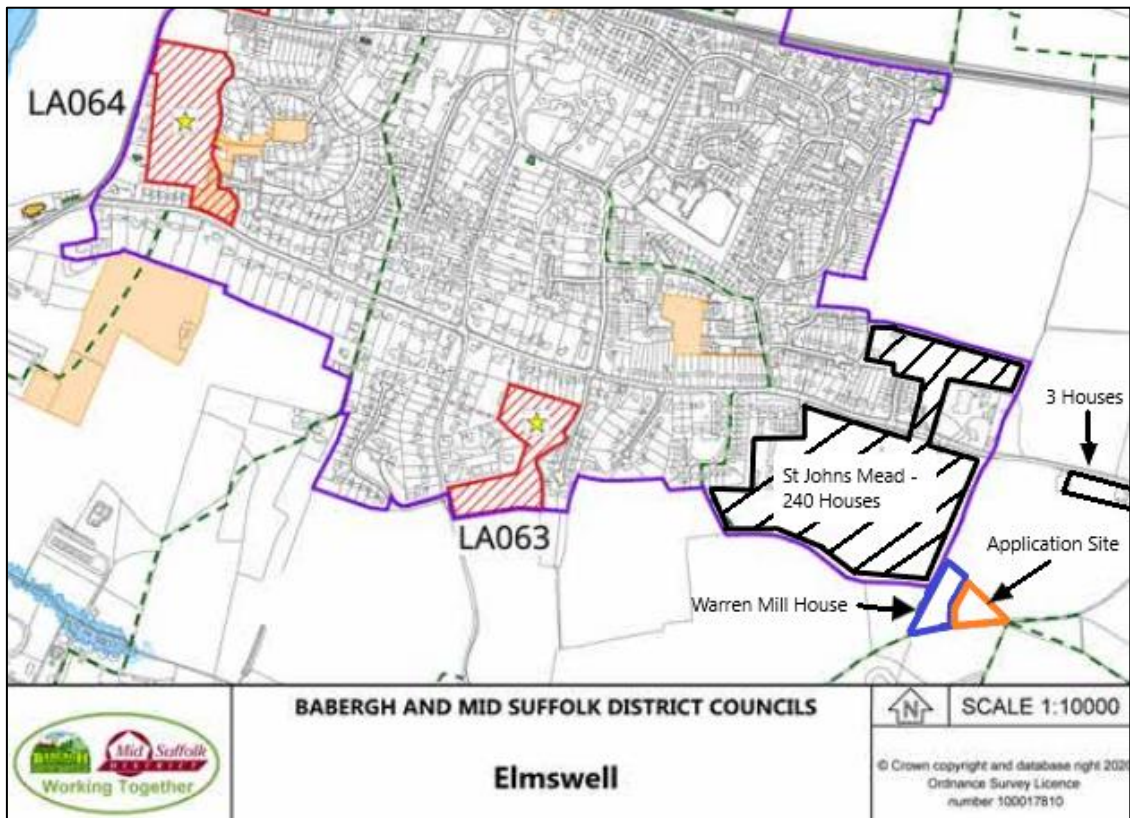 LA064
3 Houses
St Johns Mead -
240 Houses
LA063
Application Site
Warren Mill House
BABERGH AND MID SUFFOLK DISTRICT COUNCILS
Elmswell
N
SCALE 1:10000
© Crown copyright and database right 2020
Ordnance Survey Licence
number 100017810
Mid Suffolk
DISTRICT
Working Together